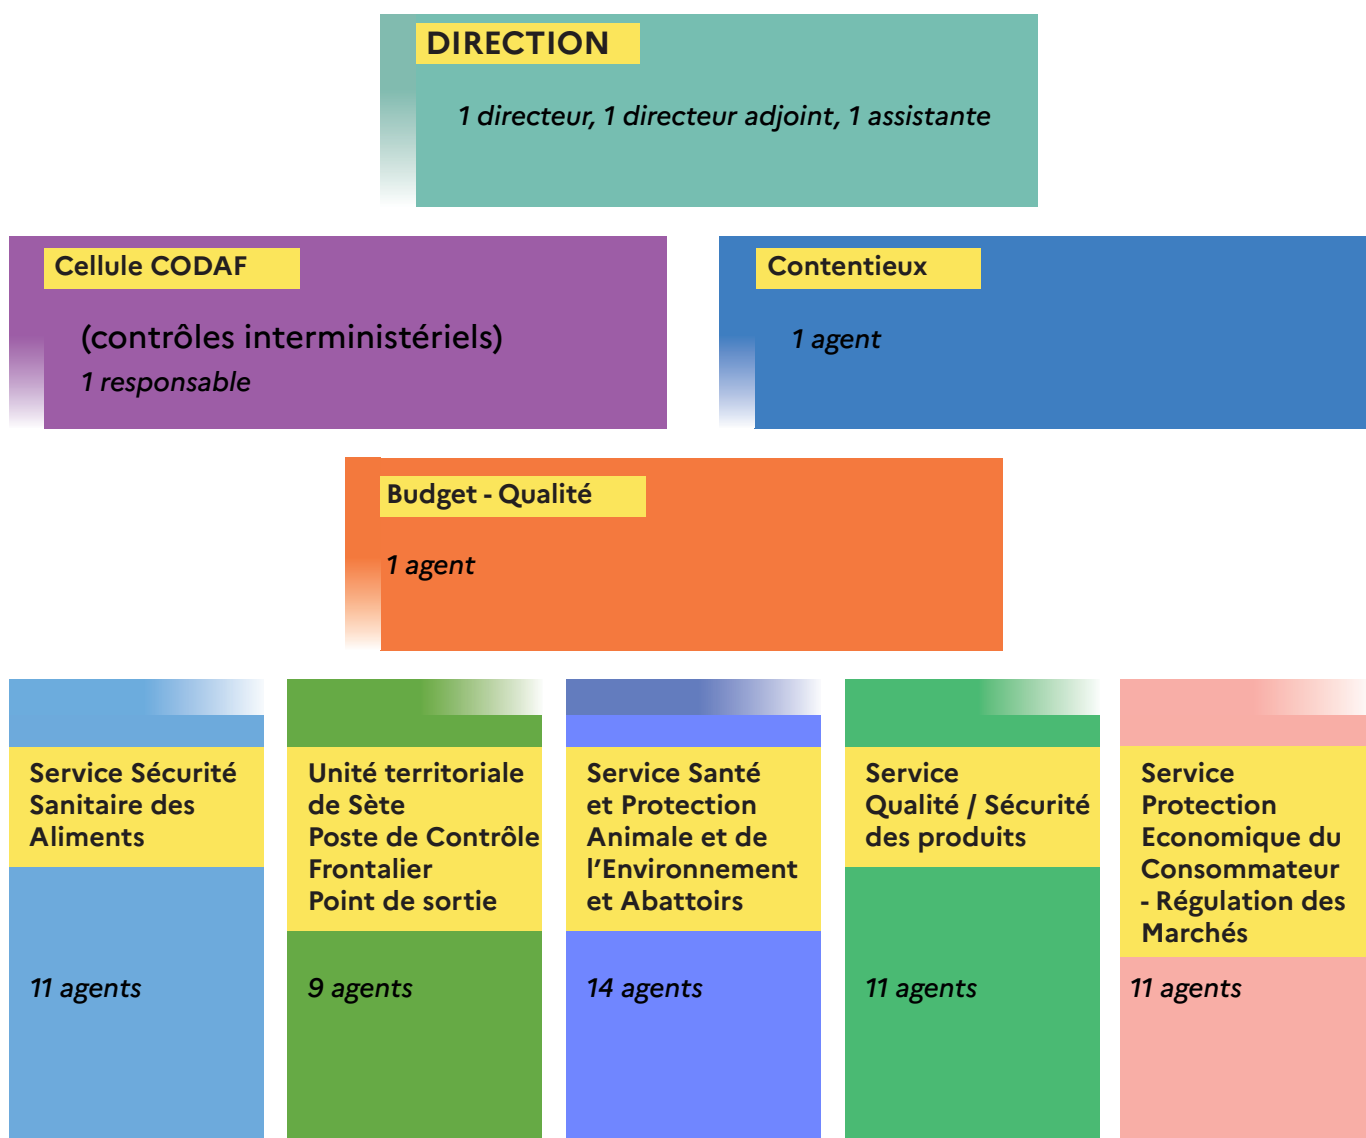 DIRECTION
1 directeur, 1 directeur adjoint, 1 assistante
Cellule CODAF
(contrôles interministériels)
1 responsable
Contentieux
1 agent
Budget - Qualité
1 agent
Service Sécurité
Sanitaire des
Aliments
11 agents
Unité territoriale
de Sète
Poste de Contrôle
Frontalier
Point de sortie
9 agents
Service Santé
et Protection
Animale et de
l’Environnement
et Abattoirs
14 agents
Service
Qualité / Sécurité
des produits
11 agents
Service
Protection
Economique du
Consommateur
- Régulation des
Marchés
11 agents